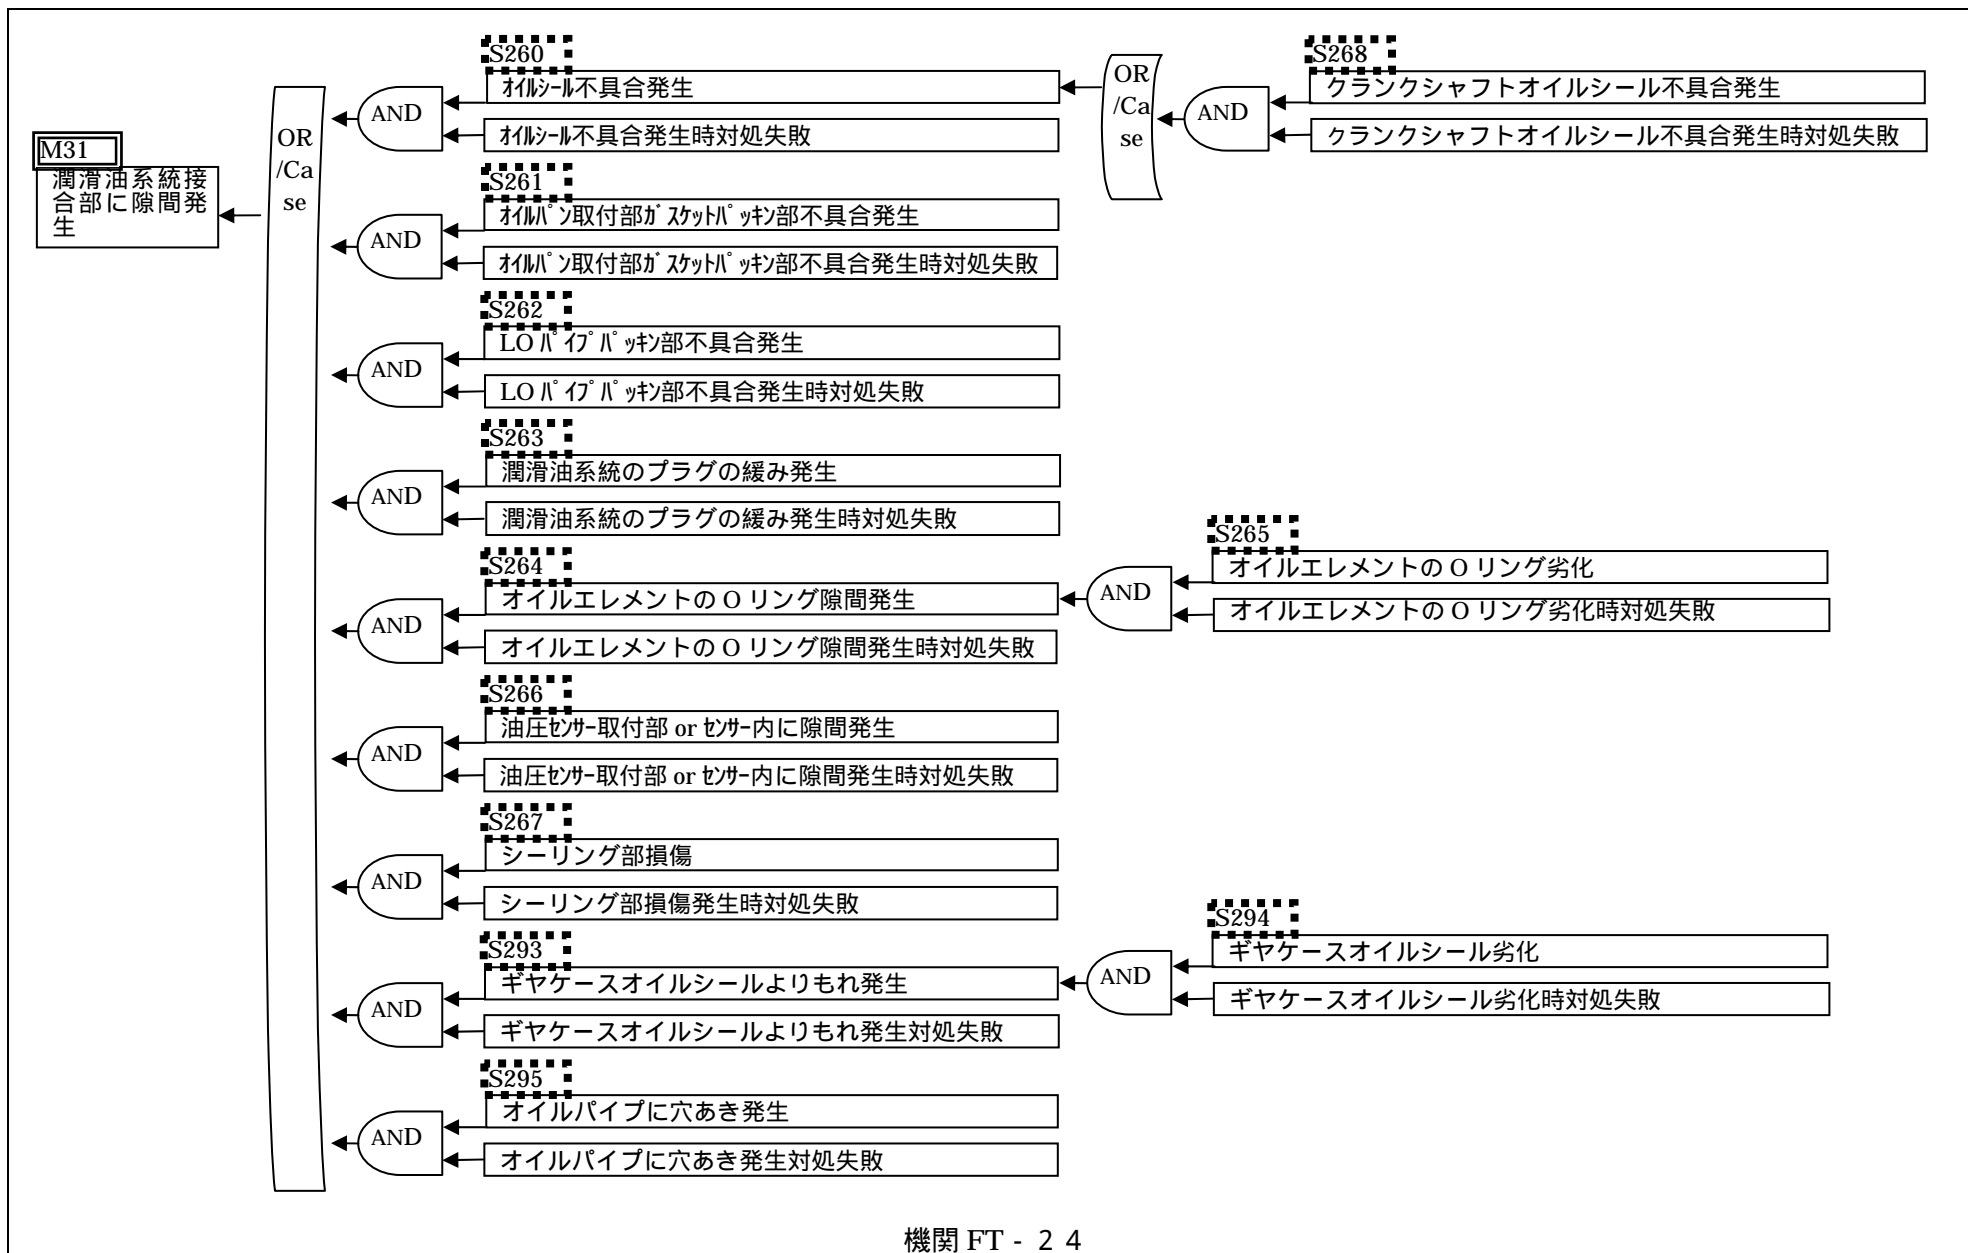 M31
潤滑油系統接
合部に隙間発
生
OR
/Ca
se
AND
S260
ｵｲﾙｼｰﾙ不具合発生
ｵｲﾙｼｰﾙ不具合発生時対処失敗
OR
/Ca
se
AND
S268
クランクシャフトオイルシール不具合発生
クランクシャフトオイルシール不具合発生時対処失敗
AND
S261
ｵｲﾙﾊﾟﾝ取付部ｶﾞｽｹｯﾄﾊﾟｯｷﾝ部不具合発生
ｵｲﾙﾊﾟﾝ取付部ｶﾞｽｹｯﾄﾊﾟｯｷﾝ部不具合発生時対処失敗
AND
S262
LOﾊﾟｲﾌﾟﾊﾟｯｷﾝ部不具合発生
LOﾊﾟｲﾌﾟﾊﾟｯｷﾝ部不具合発生時対処失敗
AND
S263
潤滑油系統のプラグの緩み発生
潤滑油系統のプラグの緩み発生時対処失敗
AND
S264
オイルエレメントのOリング隙間発生
オイルエレメントのOリング隙間発生時対処失敗
AND
S265
オイルエレメントのOリング劣化
オイルエレメントのOリング劣化時対処失敗
AND
S266
油圧ｾﾝｻｰ取付部 or ｾﾝｻｰ内に隙間発生
油圧ｾﾝｻｰ取付部 or ｾﾝｻｰ内に隙間発生時対処失敗
AND
S267
シーリング部損傷
シーリング部損傷発生時対処失敗
AND
S293
ギヤケースオイルシールよりもれ発生
ギヤケースオイルシールよりもれ発生対処失敗
AND
S294
ギヤケースオイルシール劣化
ギヤケースオイルシール劣化時対処失敗
AND
S295
オイルパイプに穴あき発生
オイルパイプに穴あき発生対処失敗
機関 FT - ２４